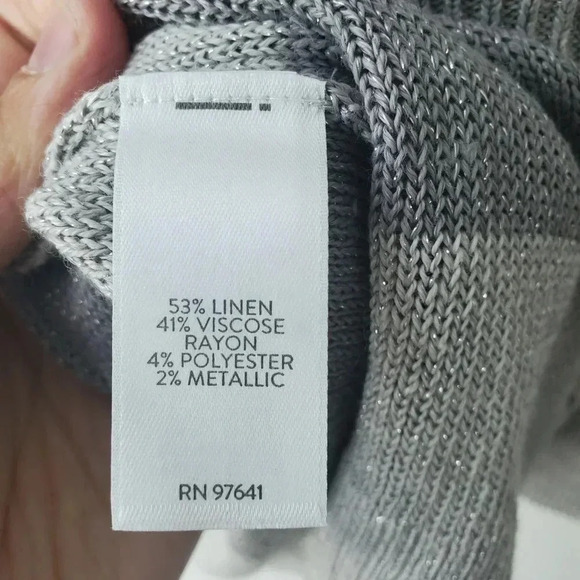 53% LINEN
41% VISCOSE
RAYON
4% POLYESTER
2% METALLIC
RN 97641